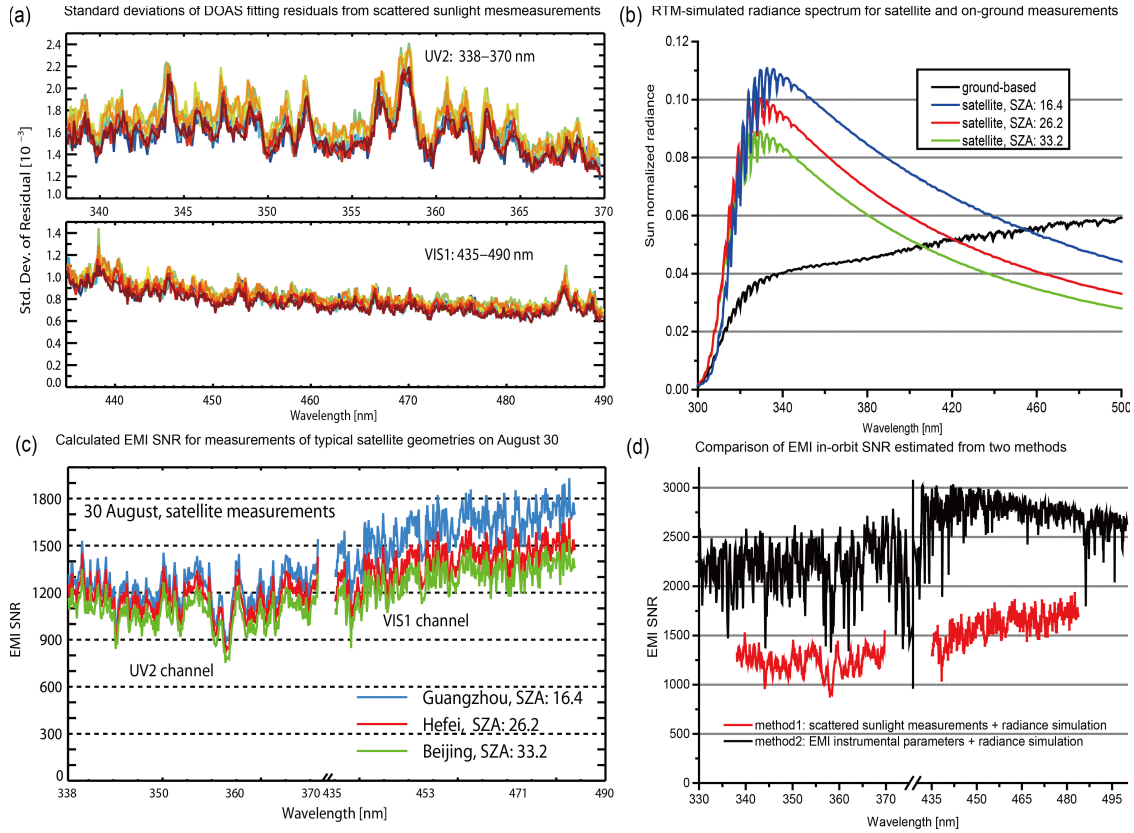 (a)
Standard deviations of DOAS fitting residuals from scattered sunlight mesmeasurements
UV2: 338–370 nm
2.6
2.4
2.2
2.0
1.8
1.6
1.4
1.2
1.0
340
345
350
355
360
365
370
VIS1: 435–490 nm
1.6
1.4
1.2
1.0
0.8
0.6
0.4
0.2
0.0
440
450
460
470
480
490
Std. Dev. of Residual [10⁻³]
Wavelength [nm]
(b)
RTM-simulated radiance spectrum for satellite and on-ground measurements
ground-based
satellite, SZA: 16.4
satellite, SZA: 26.2
satellite, SZA: 33.2
0.12
0.10
0.08
0.06
0.04
0.02
0.00
300
340
380
420
460
500
Sun normalized radiance
Wavelength [nm]
(c)
Calculated EMI SNR for measurements of typical satellite geometries on August 30
30 August, satellite measurements
VIS1 channel
UV2 channel
Guangzhou, SZA: 16.4
Hefei, SZA: 26.2
Beijing, SZA: 33.2
1800
1500
1200
900
600
300
0
338
350
360
370
435
453
471
490
EMI SNR
Wavelength [nm]
(d)
Comparison of EMI in-orbit SNR estimated from two methods
method1: scattered sunlight measurements + radiance simulation
method2: EMI instrumental parameters + radiance simulation
3000
2500
2000
1500
1000
500
0
330
340
350
360
370
435
450
465
480
495
EMI SNR
Wavelength [nm]